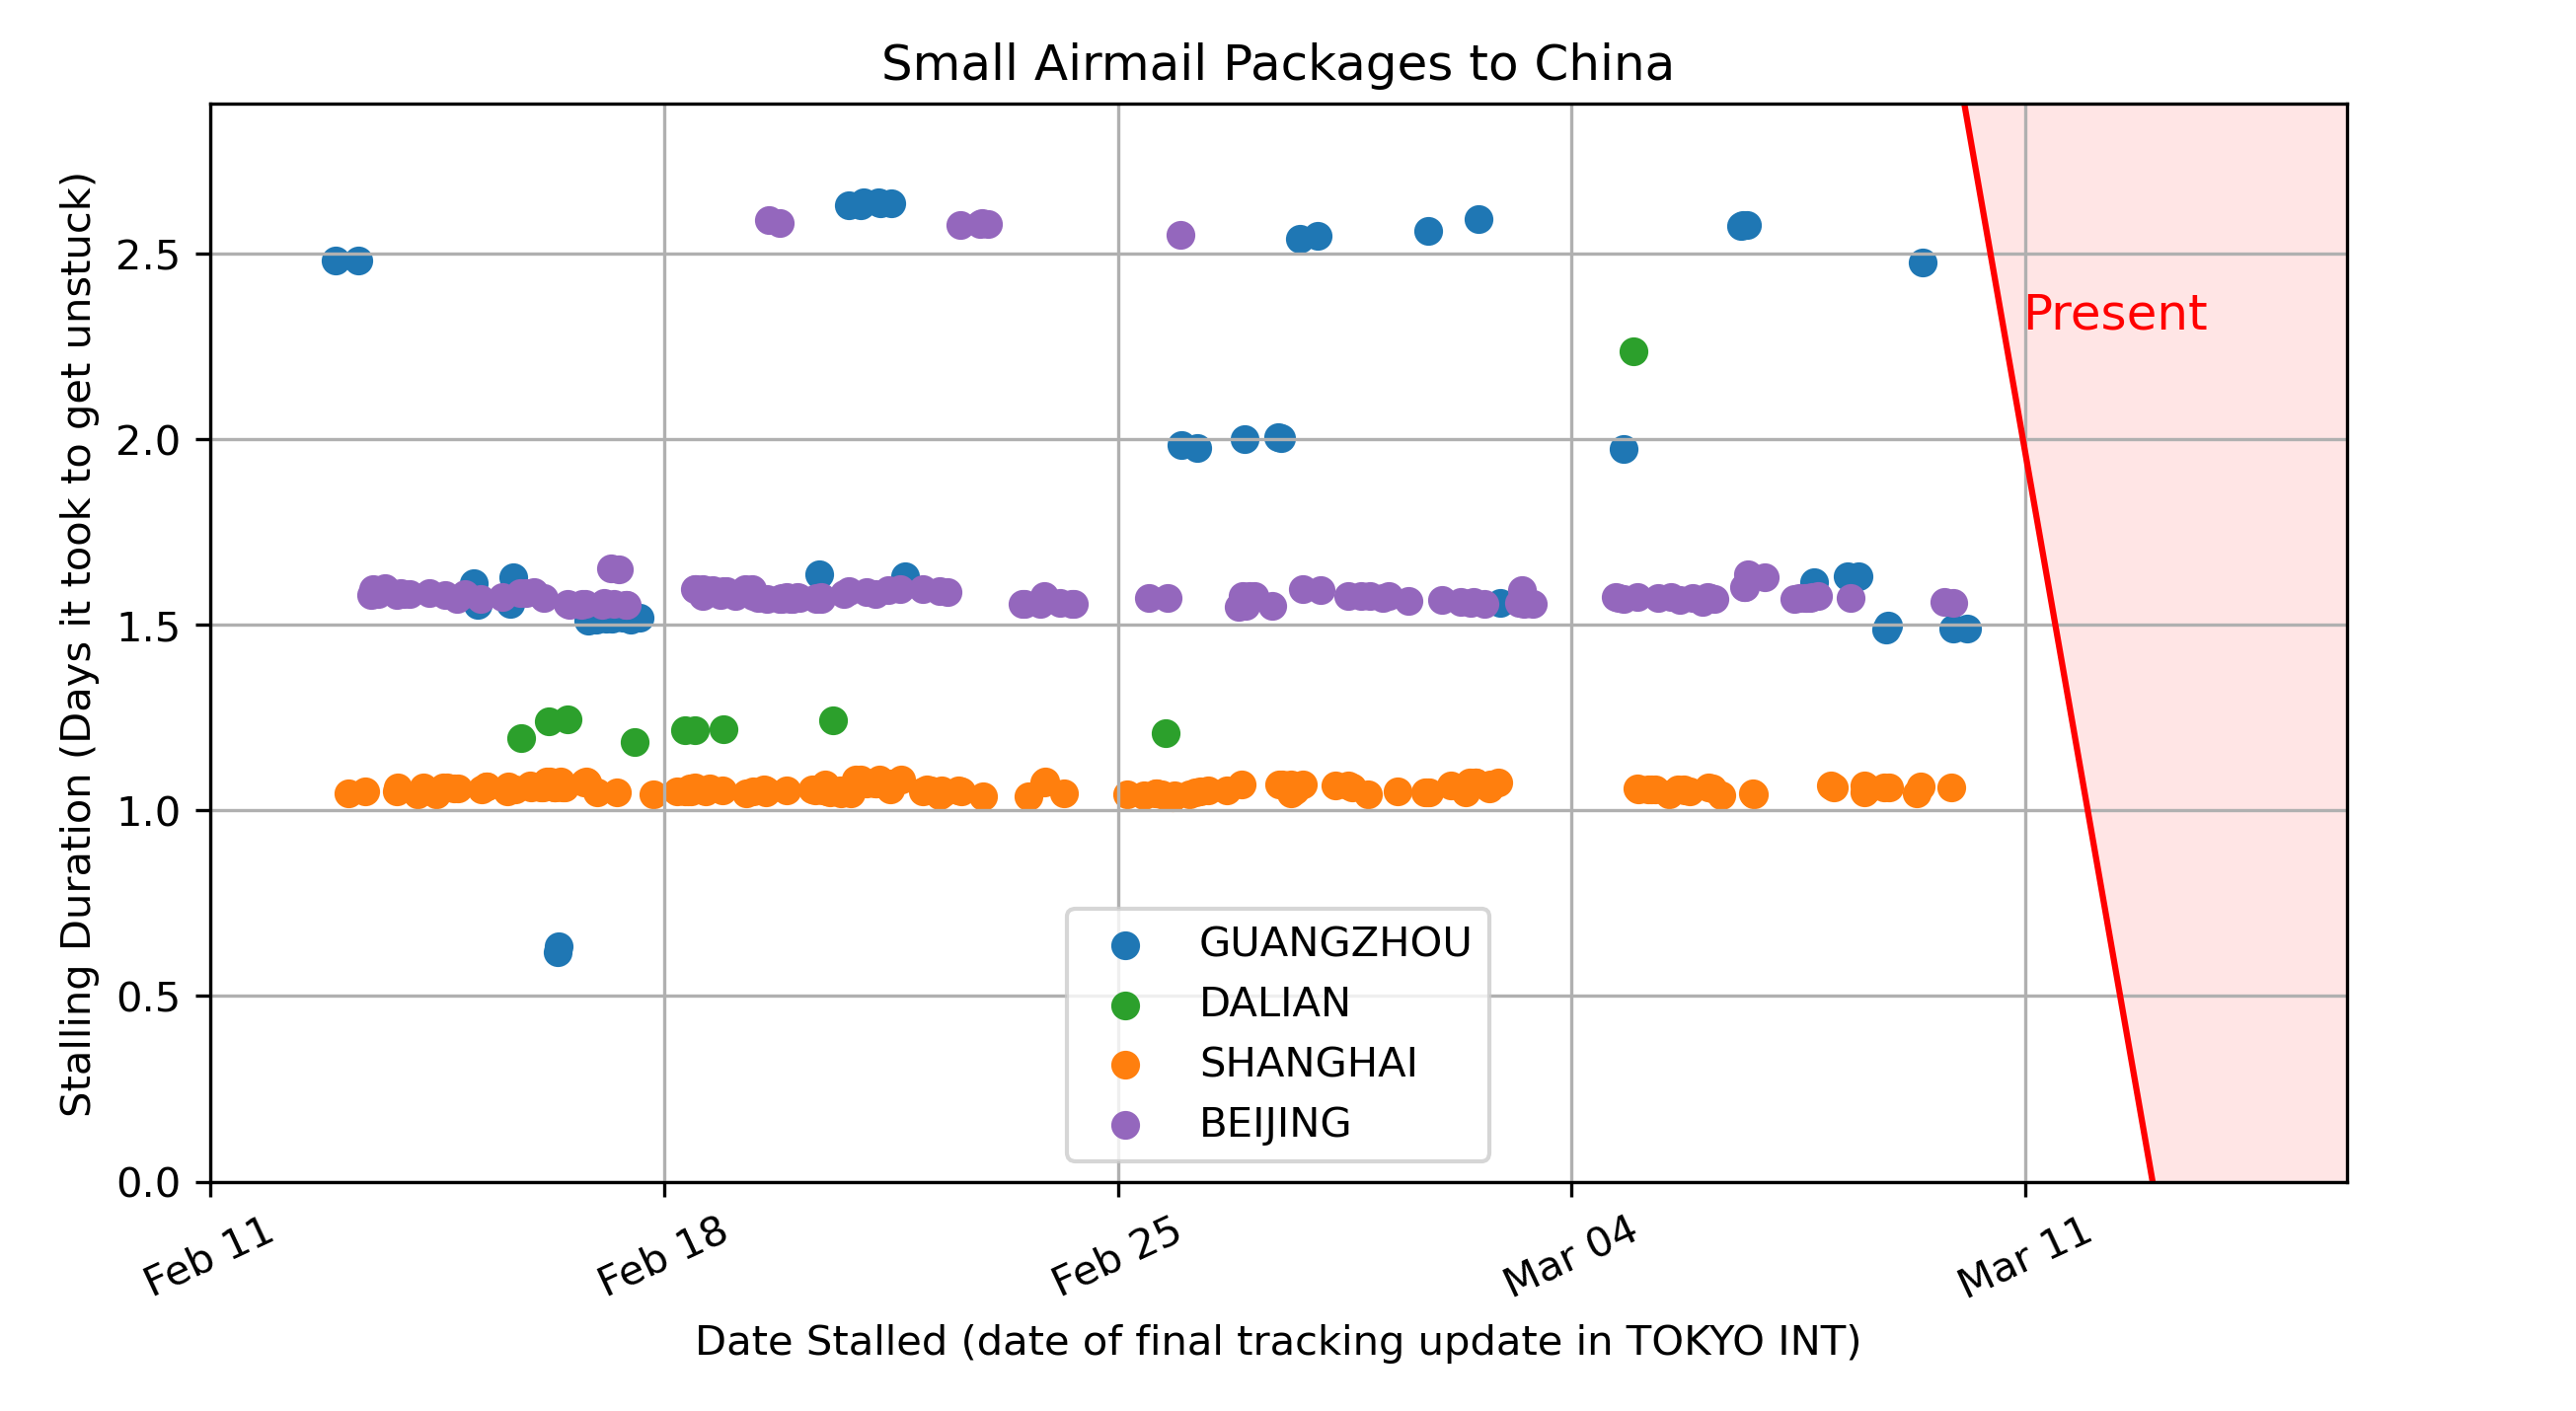 Small Airmail Packages to China
Stalling Duration (Days it took to get unstuck)
2.5
2.0
1.5
1.0
0.5
0.0
Present
GUANGZHOU
DALIAN
SHANGHAI
BEIJING
Feb 11
Feb 18
Feb 25
Mar 04
Mar 11
Date Stalled (date of final tracking update in TOKYO INT)